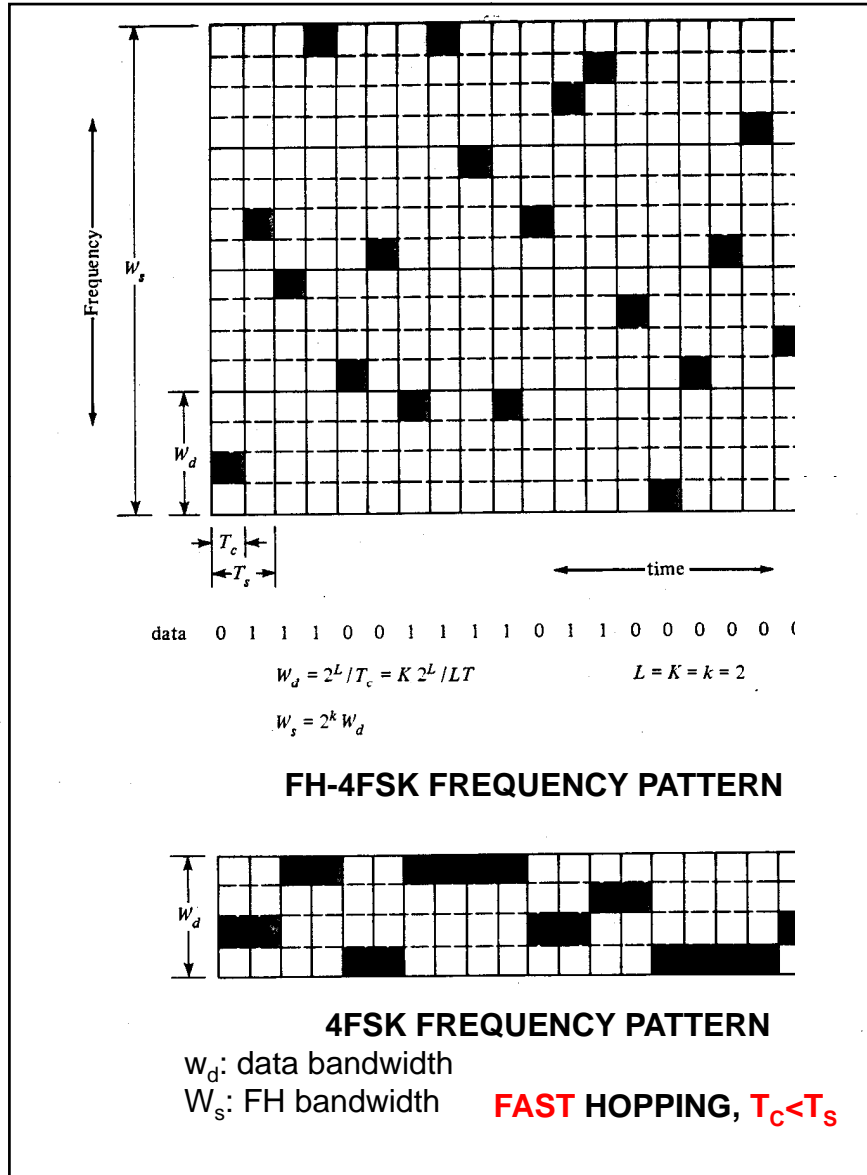 Frequency
W_s
W_d
T_c
T_s
time
data 0 1 1 1 0 0 1 1 1 1 0 1 1 0 0 0 0 0 0
W_d = 2^L/T_c = K 2^L/LT L = K = k = 2
W_s = 2^k W_d
FH-4FSK FREQUENCY PATTERN
W_d
4FSK FREQUENCY PATTERN
w_d: data bandwidth
W_s: FH bandwidth FAST HOPPING, T_C<T_S